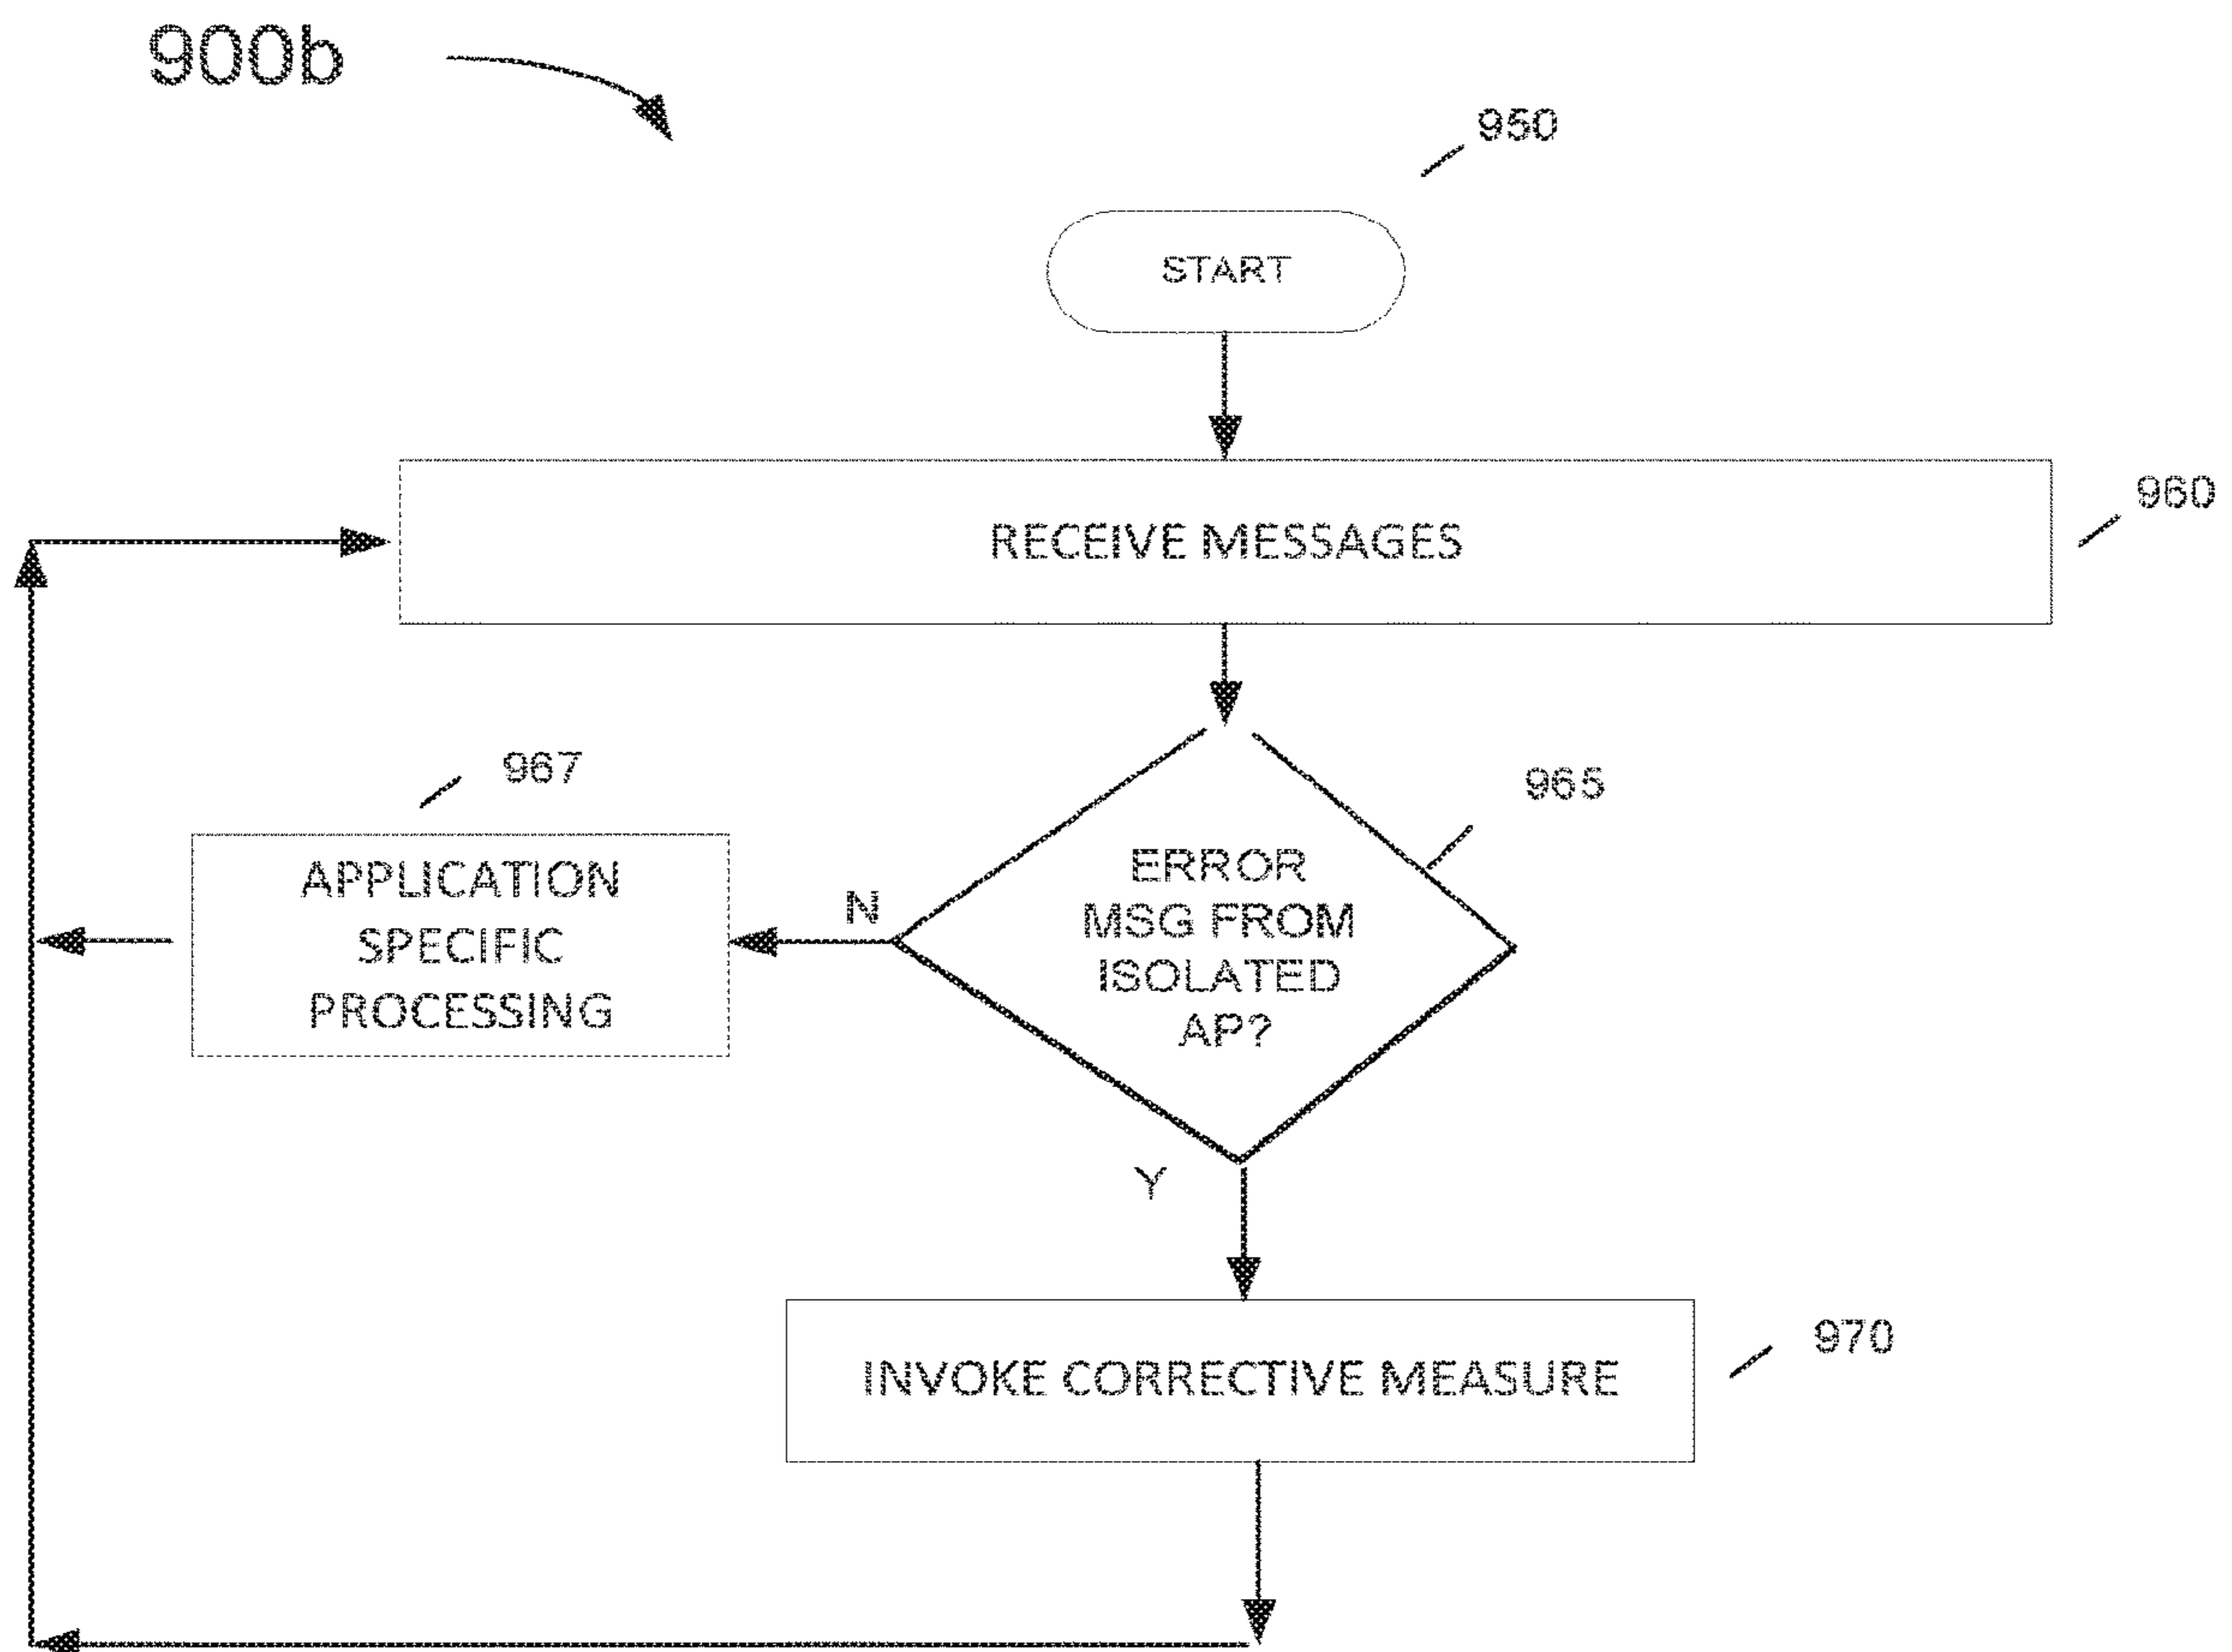 900b
950
START
960
RECEIVE MESSAGES
967
965
APPLICATION
SPECIFIC
PROCESSING
N
ERROR
MSG FROM
ISOLATED
AP?
Y
970
INVOKE CORRECTIVE MEASURE